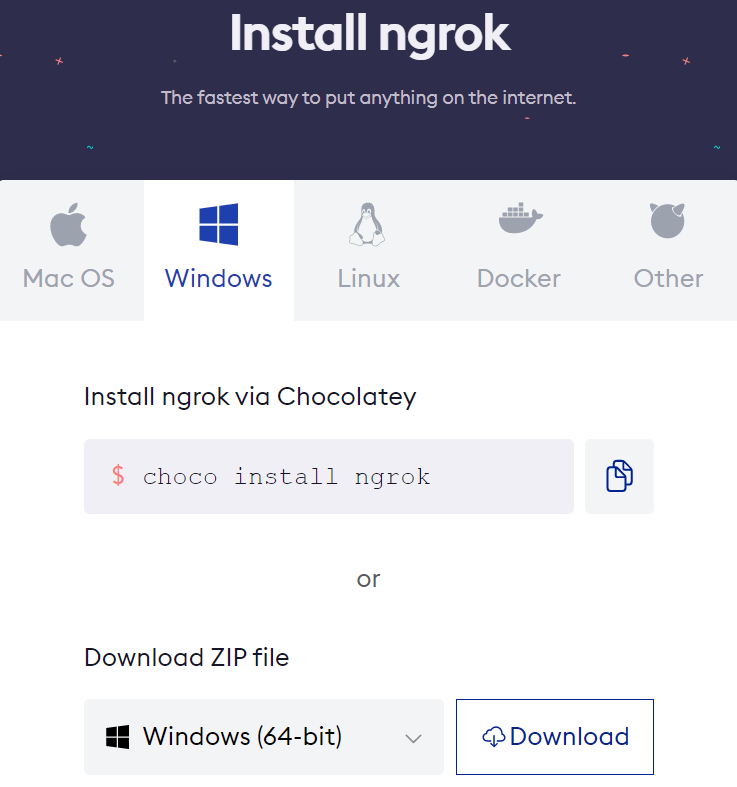 Install ngrok
The fastest way to put anything on the internet.
Mac OS
Windows
Linux
Docker
Other
Install ngrok via Chocolatey
$ choco install ngrok
or
Download ZIP file
Windows (64-bit)
Download